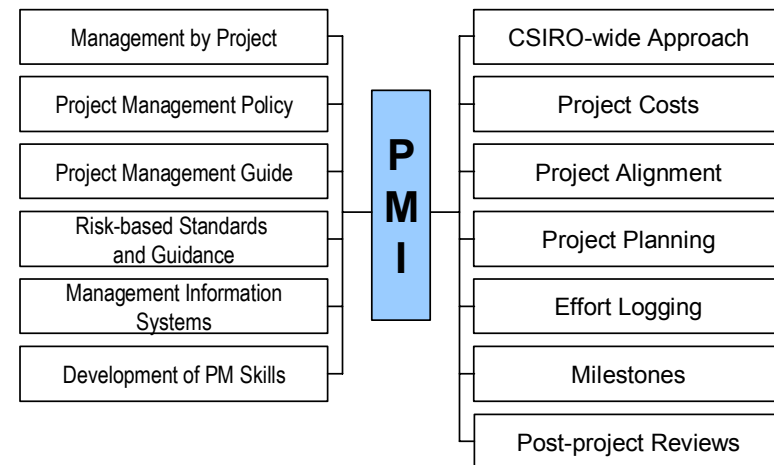 Management by Project
Project Management Policy
Project Management Guide
Risk-based Standards
and Guidance
Management Information
Systems
Development of PM Skills
P
M
I
CSIRO-wide Approach
Project Costs
Project Alignment
Project Planning
Effort Logging
Milestones
Post-project Reviews